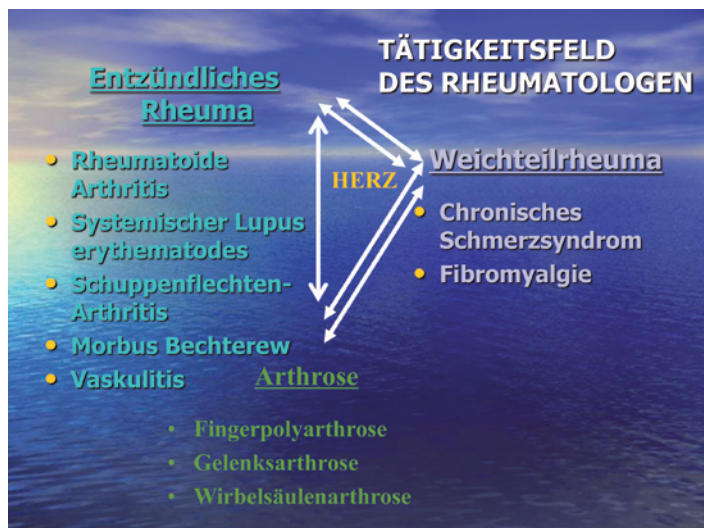 TÄTIGKEITSFELD
DES RHEUMATOLOGEN
Entzündliches
Rheuma
• Rheumatoide
Arthritis
• Systemischer Lupus
erythematodes
• Schuppenflechten-
Arthritis
• Morbus Bechterew
• Vaskulitis
HERZ
Weichteilrheuma
• Chronisches
Schmerzsyndrom
• Fibromyalgie
Arthrose
• Fingerpolyarthrose
• Gelenksarthrose
• Wirbelsäulenarthrose